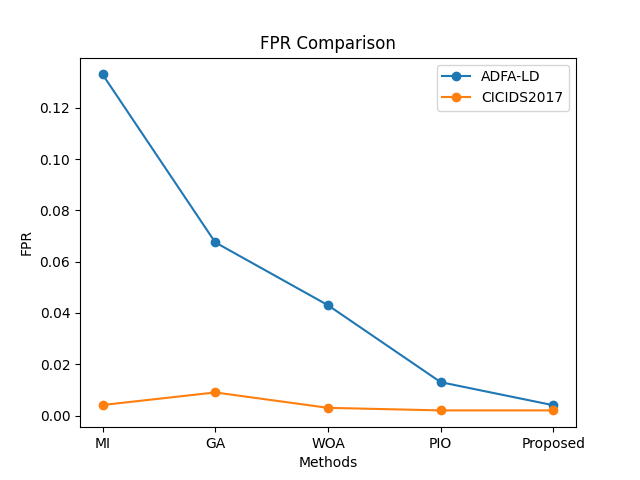 FPR Comparison
ADFA-LD
CICIDS2017
0.12
0.10
0.08
0.06
0.04
0.02
0.00
FPR
MI GA WOA PIO Proposed
Methods